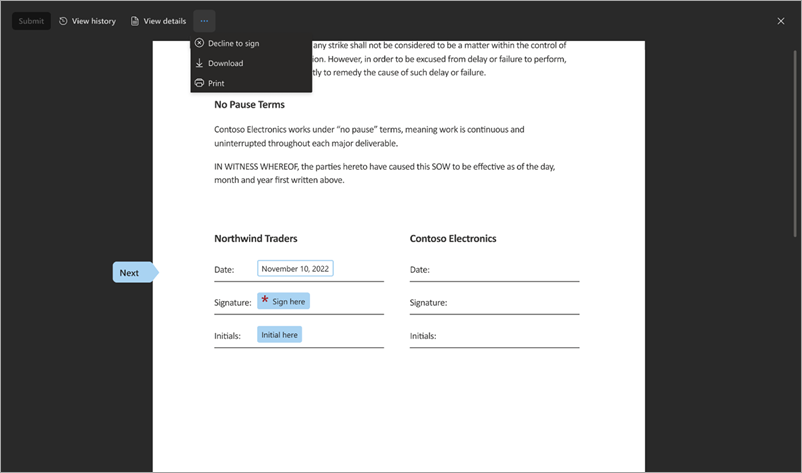 Submit View history View details ...
Decline to sign
Download
Print
any strike shall not be considered to be a matter within the control of
ion. However, in order to be excused from delay or failure to perform,
tly to remedy the cause of such delay or failure.
No Pause Terms
Contoso Electronics works under “no pause” terms, meaning work is continuous and
uninterrupted throughout each major deliverable.
IN WITNESS WHEREOF, the parties hereto have caused this SOW to be effective as of the day,
month and year first written above.
Northwind Traders Contoso Electronics
Next
Date: November 10, 2022 Date:
Signature: * Sign here Signature:
Initials: Initial here Initials: